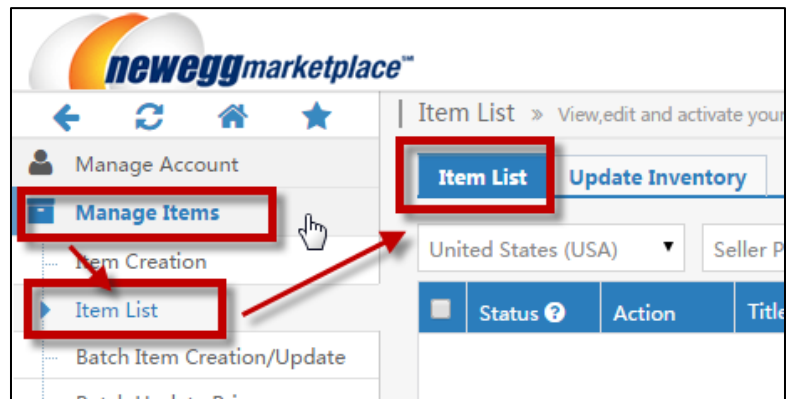 neweggmarketplace℠
Item List » View,edit and activate your
Manage Account
Manage Items
Item Creation
Item List
Batch Item Creation/Update
Item List
Update Inventory
United States (USA)
Seller P
Status
Action
Title